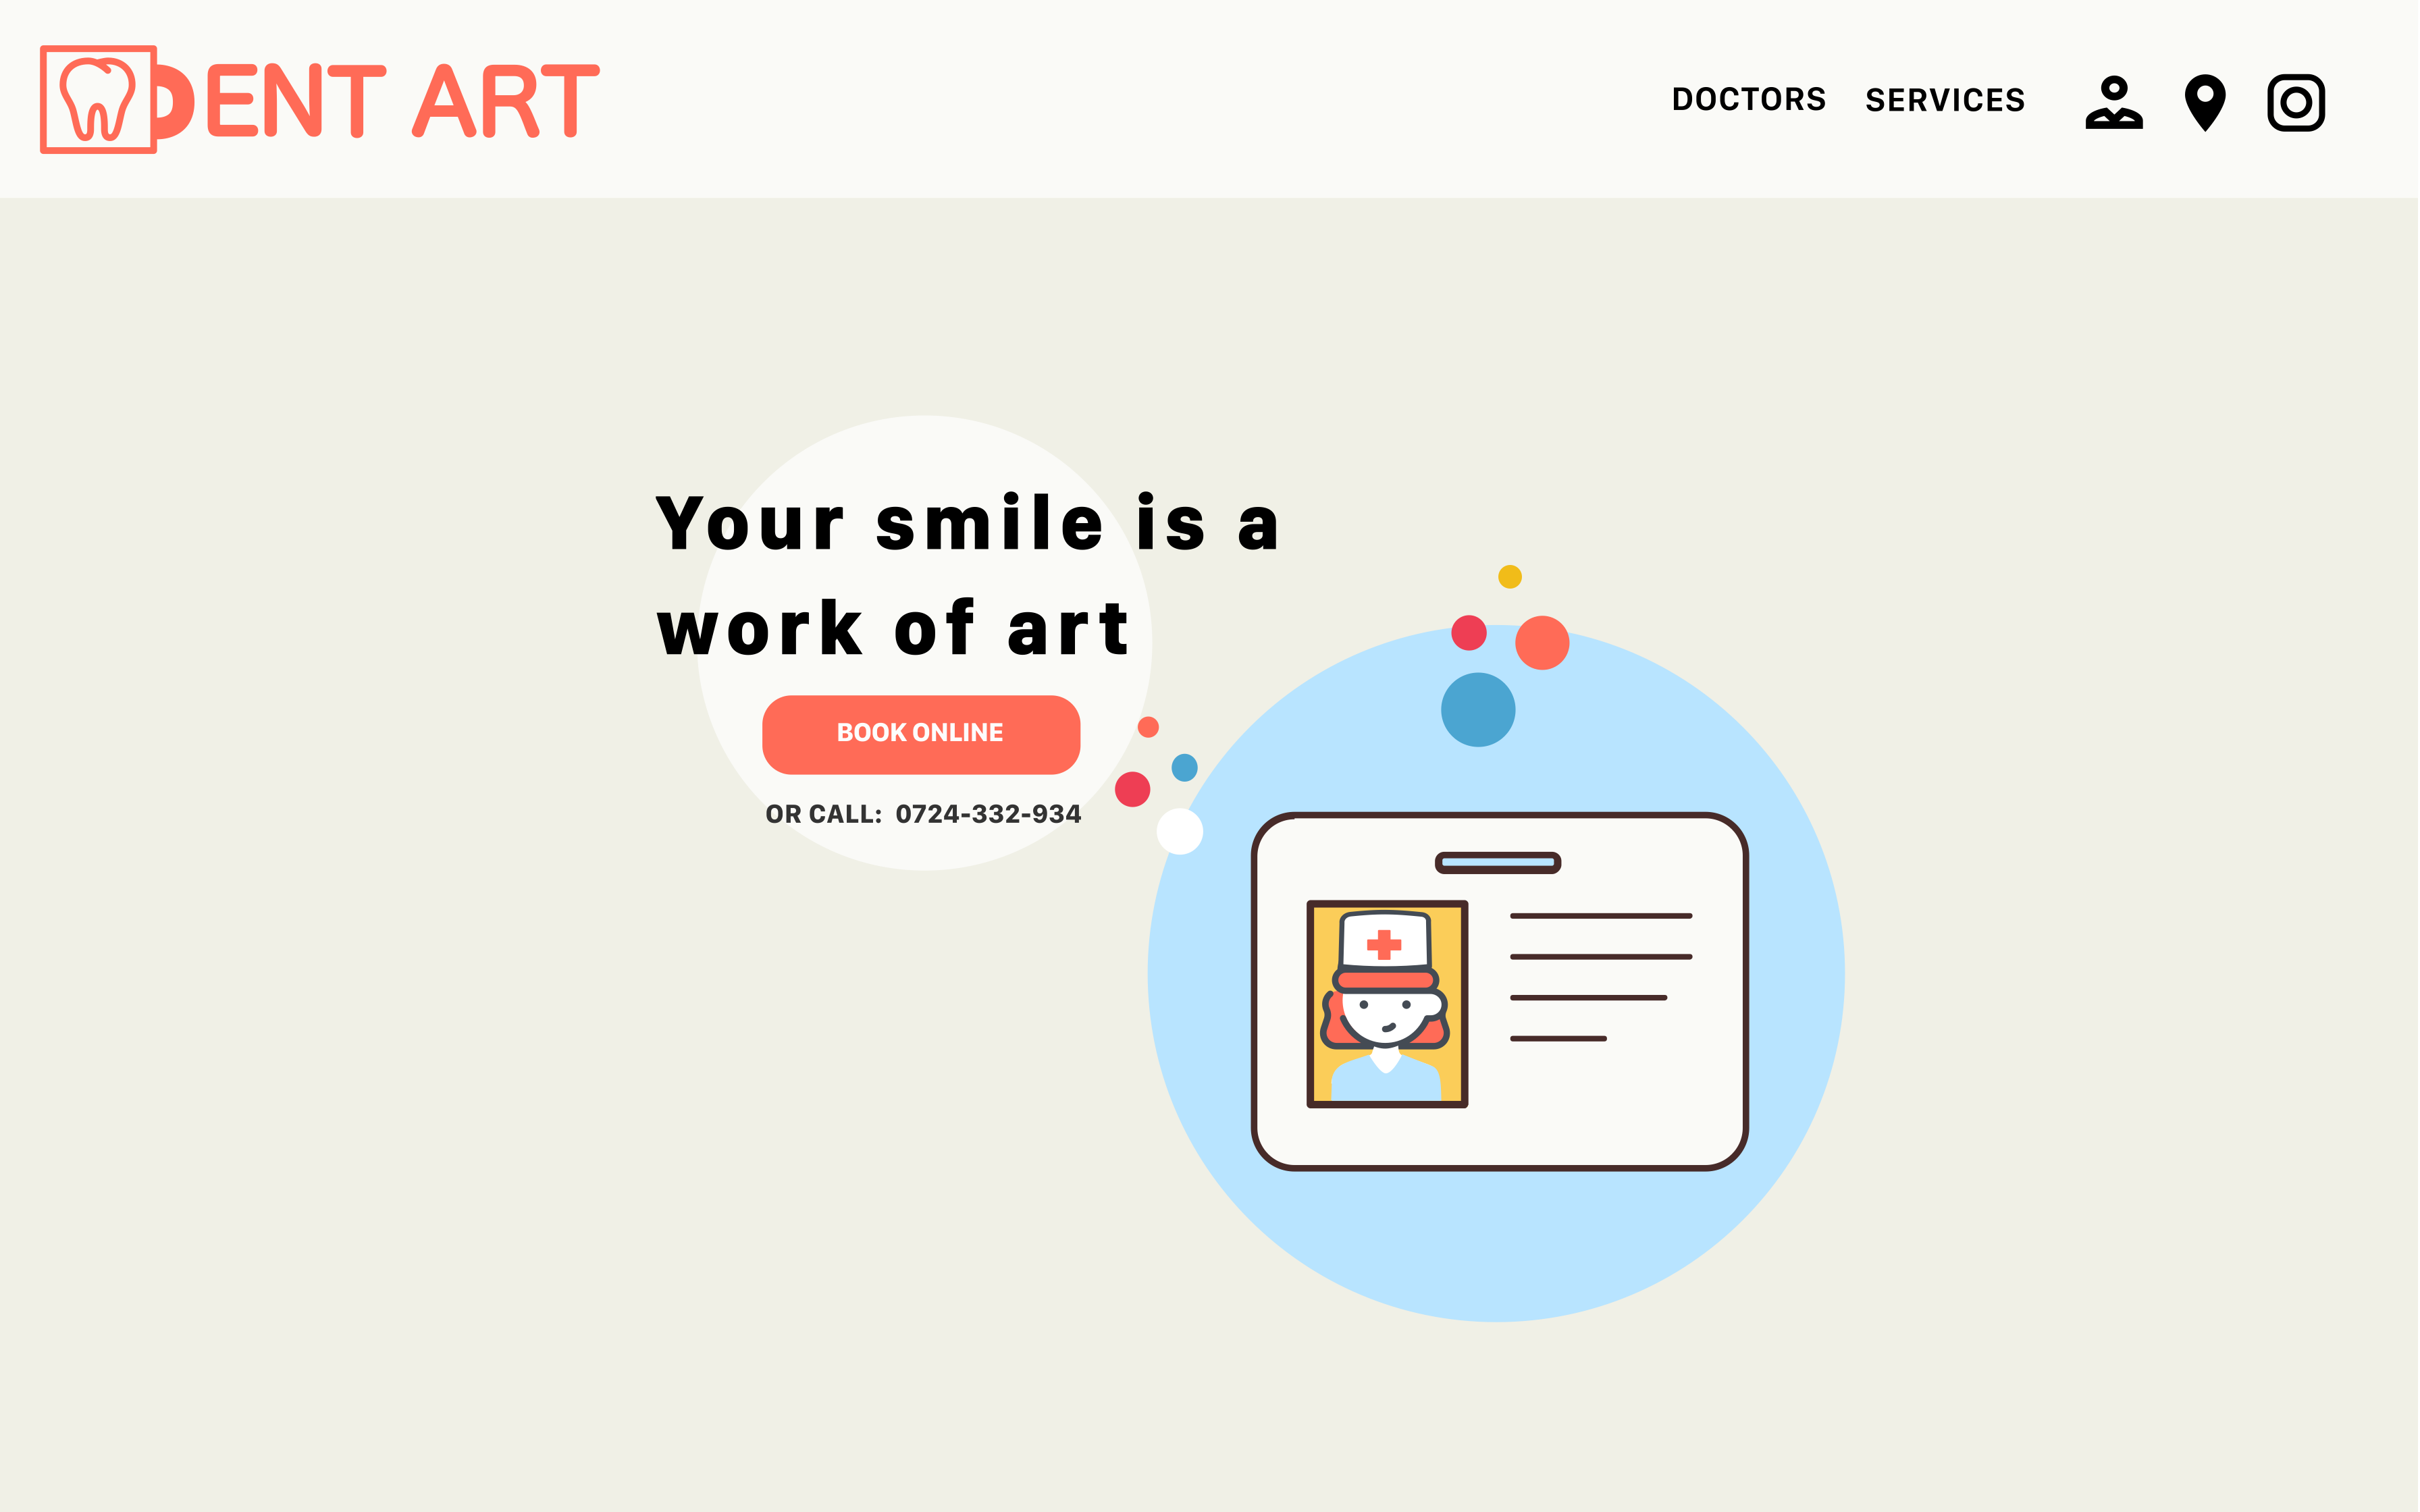 DENT ART
DOCTORS SERVICES
Your smile is a
work of art
BOOK ONLINE
OR CALL: 0724-332-934